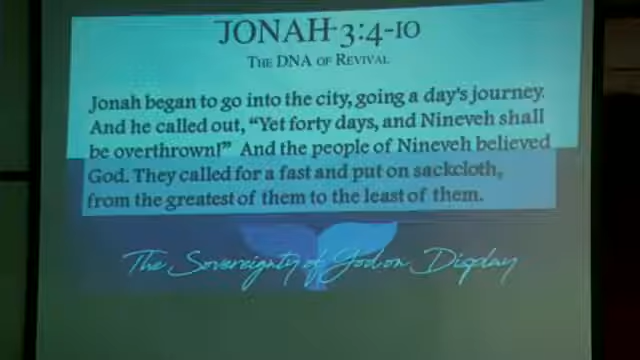 JONAH 3:4-10
THE DNA OF REVIVAL
Jonah began to go into the city, going a day's journey.
And he called out, “Yet forty days, and Nineveh shall
be overthrown!” And the people of Nineveh believed
God. They called for a fast and put on sackcloth,
from the greatest of them to the least of them.
The Sovereignty of God on Display